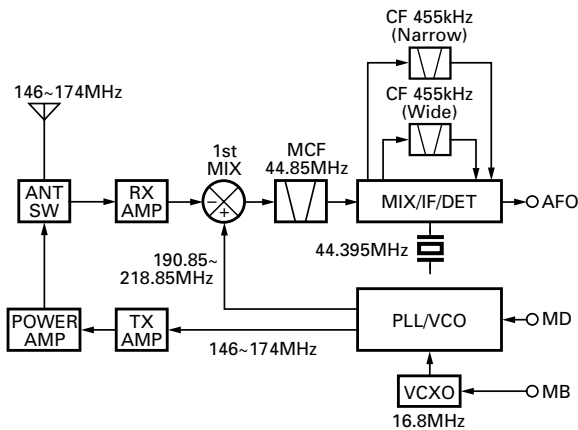 CF 455kHz
(Narrow)
CF 455kHz
(Wide)
146~174MHz
1st
MIX
MCF
44.85MHz
ANT
SW
RX
AMP
−
+
MIX/IF/DET
AFO
190.85~
218.85MHz
44.395MHz
POWER
AMP
TX
AMP
146~174MHz
PLL/VCO
MD
VCXO
MB
16.8MHz